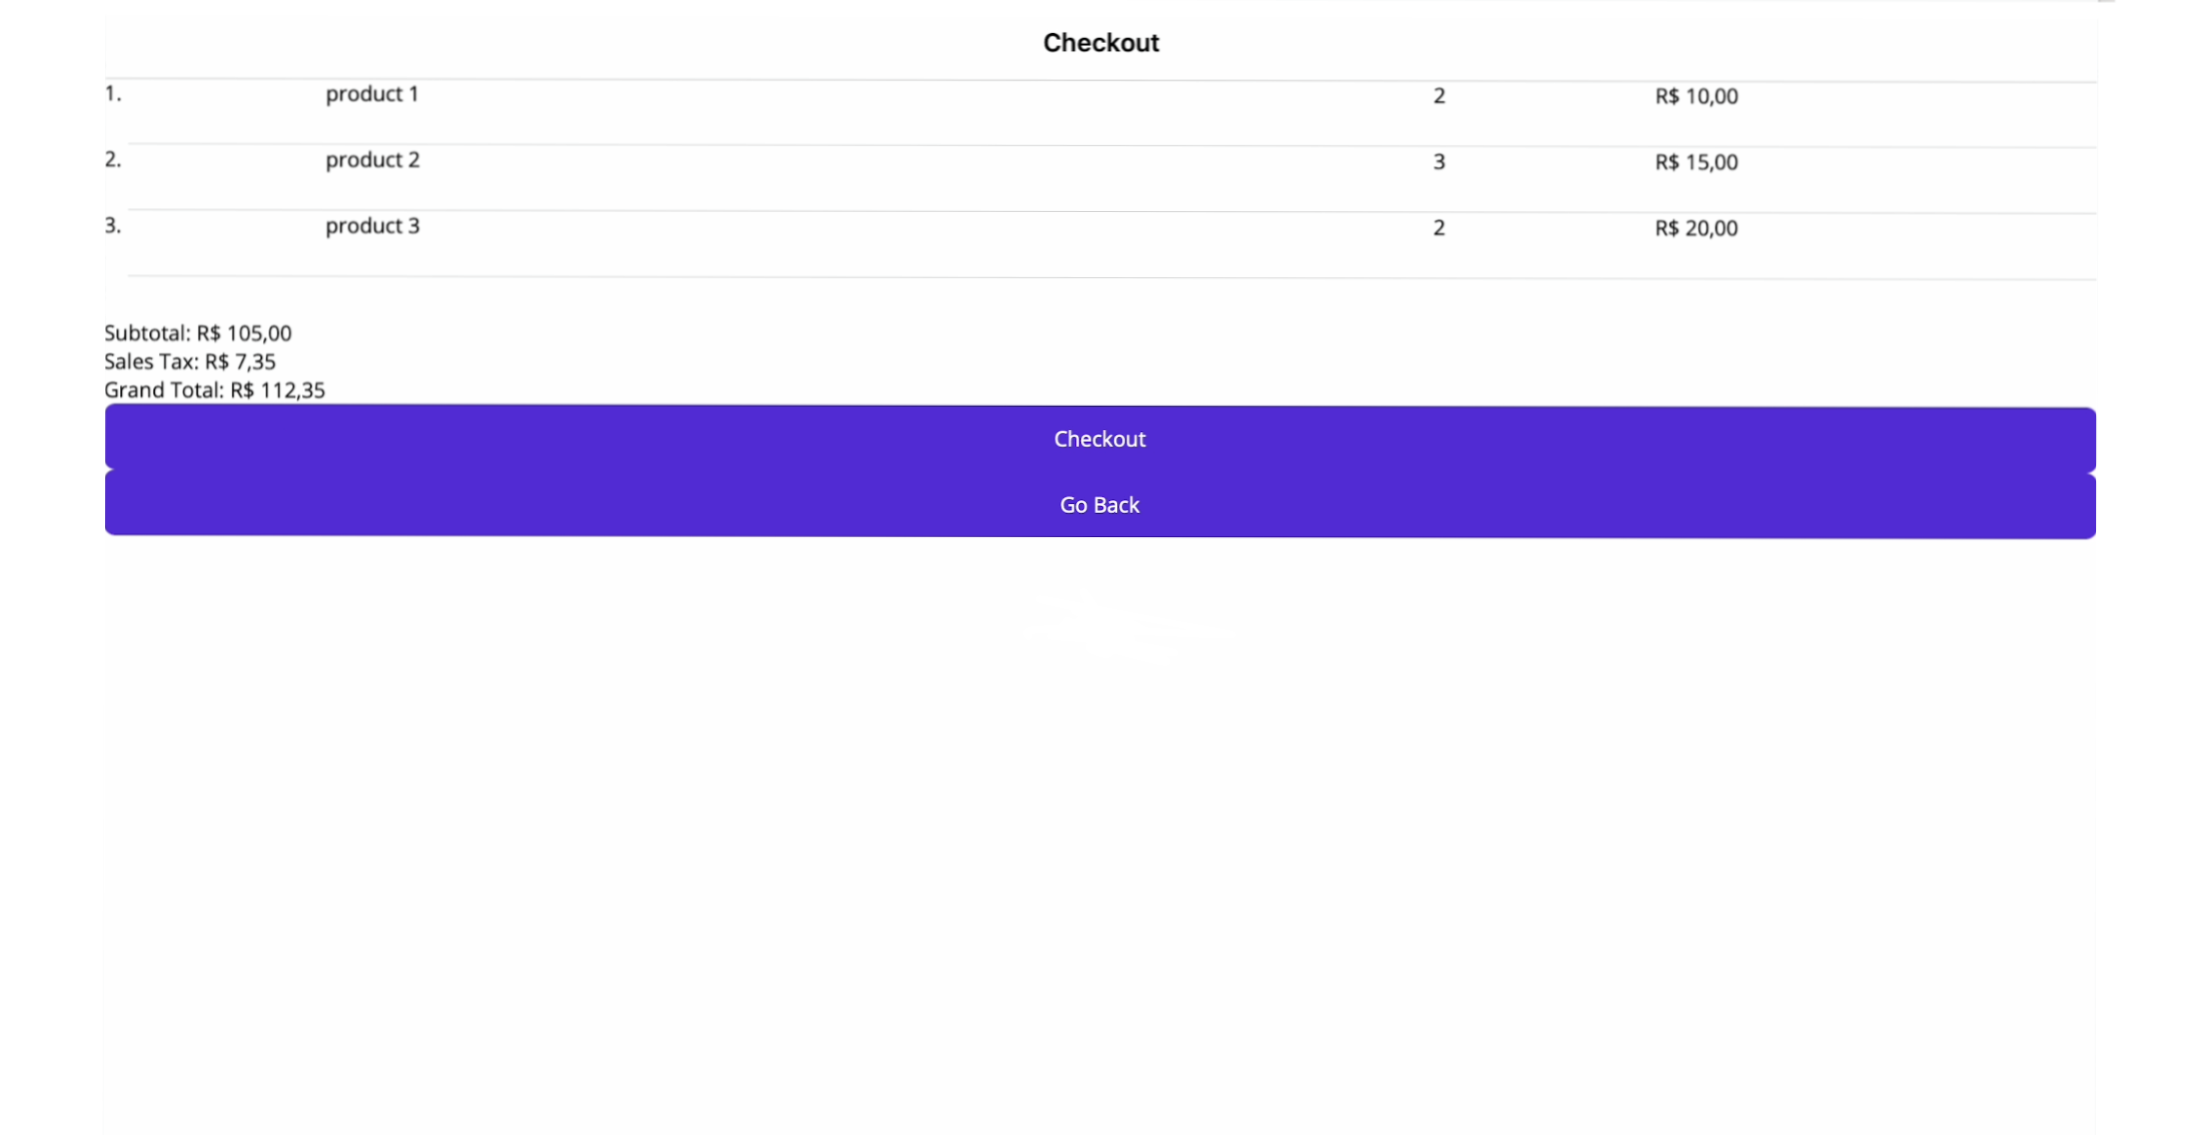 Checkout
1. product 1 2 R$ 10,00
2. product 2 3 R$ 15,00
3. product 3 2 R$ 20,00
Subtotal: R$ 105,00
Sales Tax: R$ 7,35
Grand Total: R$ 112,35
Checkout
Go Back